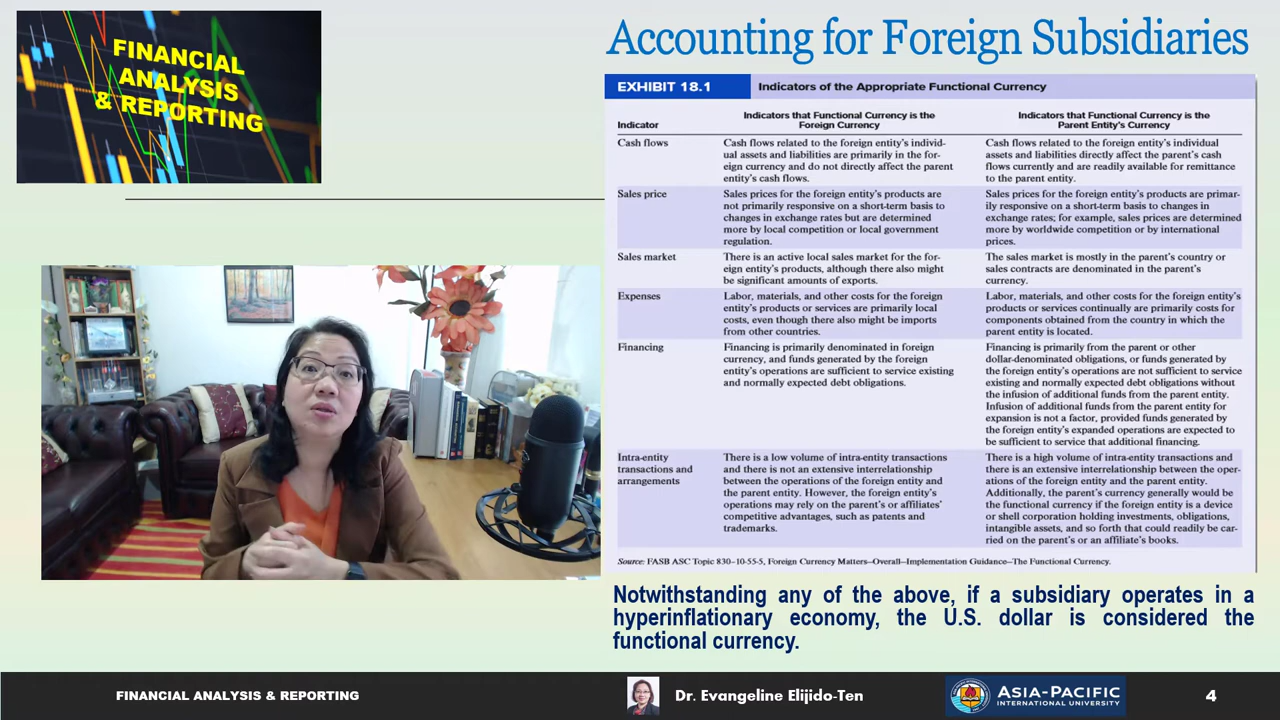 FINANCIAL
ANALYSIS
& REPORTING
Accounting for Foreign Subsidiaries
EXHIBIT 18.1
Indicators of the Appropriate Functional Currency
Indicator
Indicators that Functional Currency is the
Foreign Currency
Indicators that Functional Currency is the
Parent Entity's Currency
Cash flows
Cash flows related to the foreign entity's individ-
ual assets and liabilities are primarily in the for-
eign currency and do not directly affect the parent
entity's cash flows.
Cash flows related to the foreign entity's individual
assets and liabilities directly affect the parent's cash
flows currently and are readily available for remittance
to the parent entity.
Sales price
Sales prices for the foreign entity's products are
not primarily responsive on a short-term basis to
changes in exchange rates but are determined
more by local competition or local government
regulation.
Sales prices for the foreign entity's products are primar-
ily responsive on a short-term basis to changes in
exchange rates; for example, sales prices are determined
more by worldwide competition or by international
prices.
Sales market
There is an active local sales market for the for-
eign entity's products, although there also might
be significant amounts of exports.
The sales market is mostly in the parent's country or
sales contracts are denominated in the parent's
currency.
Expenses
Labor, materials, and other costs for the foreign
entity's products or services are primarily local
costs, even though there also might be imports
from other countries.
Labor, materials, and other costs for the foreign entity's
products or services continually are primarily costs for
components obtained from the country in which the
parent entity is located.
Financing
Financing is primarily denominated in foreign
currency, and funds generated by the foreign
entity's operations are sufficient to service existing
and normally expected debt obligations.
Financing is primarily from the parent or other
dollar-denominated obligations, or funds generated by
the foreign entity's operations are not sufficient to service
existing and normally expected debt obligations without
the infusion of additional funds from the parent entity.
Infusion of additional funds from the parent entity for
expansion is not a factor, provided funds generated by
the foreign entity's expanded operations are expected to
be sufficient to service that additional financing.
Intra-entity
transactions and
arrangements
There is a low volume of intra-entity transactions
and there is not an extensive interrelationship
between the operations of the foreign entity and
the parent entity. However, the foreign entity's
operations may rely on the parent's or affiliates'
competitive advantages, such as patents and
trademarks.
There is a high volume of intra-entity transactions and
there is an extensive interrelationship between the oper-
ations of the foreign entity and the parent entity.
Additionally, the parent's currency generally would be
the functional currency if the foreign entity is a device
or shell corporation holding investments, obligations,
intangible assets, and so forth that could readily be car-
ried on the parent's or an affiliate's books.
Source: FASB ASC Topic 830–10-55-5, Foreign Currency Matters—Overall—Implementation Guidance—The Functional Currency.
Notwithstanding any of the above, if a subsidiary operates in a
hyperinflationary economy, the U.S. dollar is considered the
functional currency.
FINANCIAL ANALYSIS & REPORTING
Dr. Evangeline Elijido-Ten
ASIA-PACIFIC
INTERNATIONAL UNIVERSITY
4